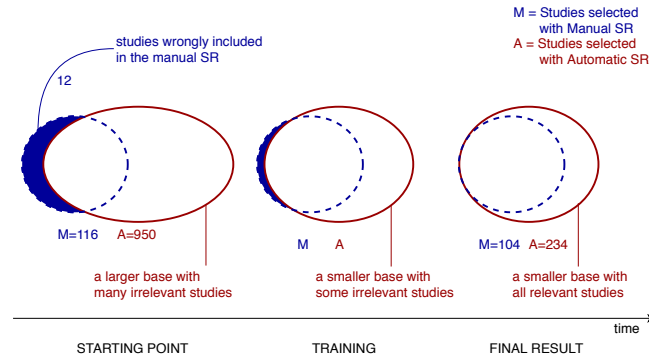 M = Studies selected
with Manual SR
A = Studies selected
with Automatic SR
studies wrongly included
in the manual SR
12
M=116 A=950
M A
M=104 A=234
a larger base with
many irrelevant studies
a smaller base with
some irrelevant studies
a smaller base with
all relevant studies
time
STARTING POINT
TRAINING
FINAL RESULT